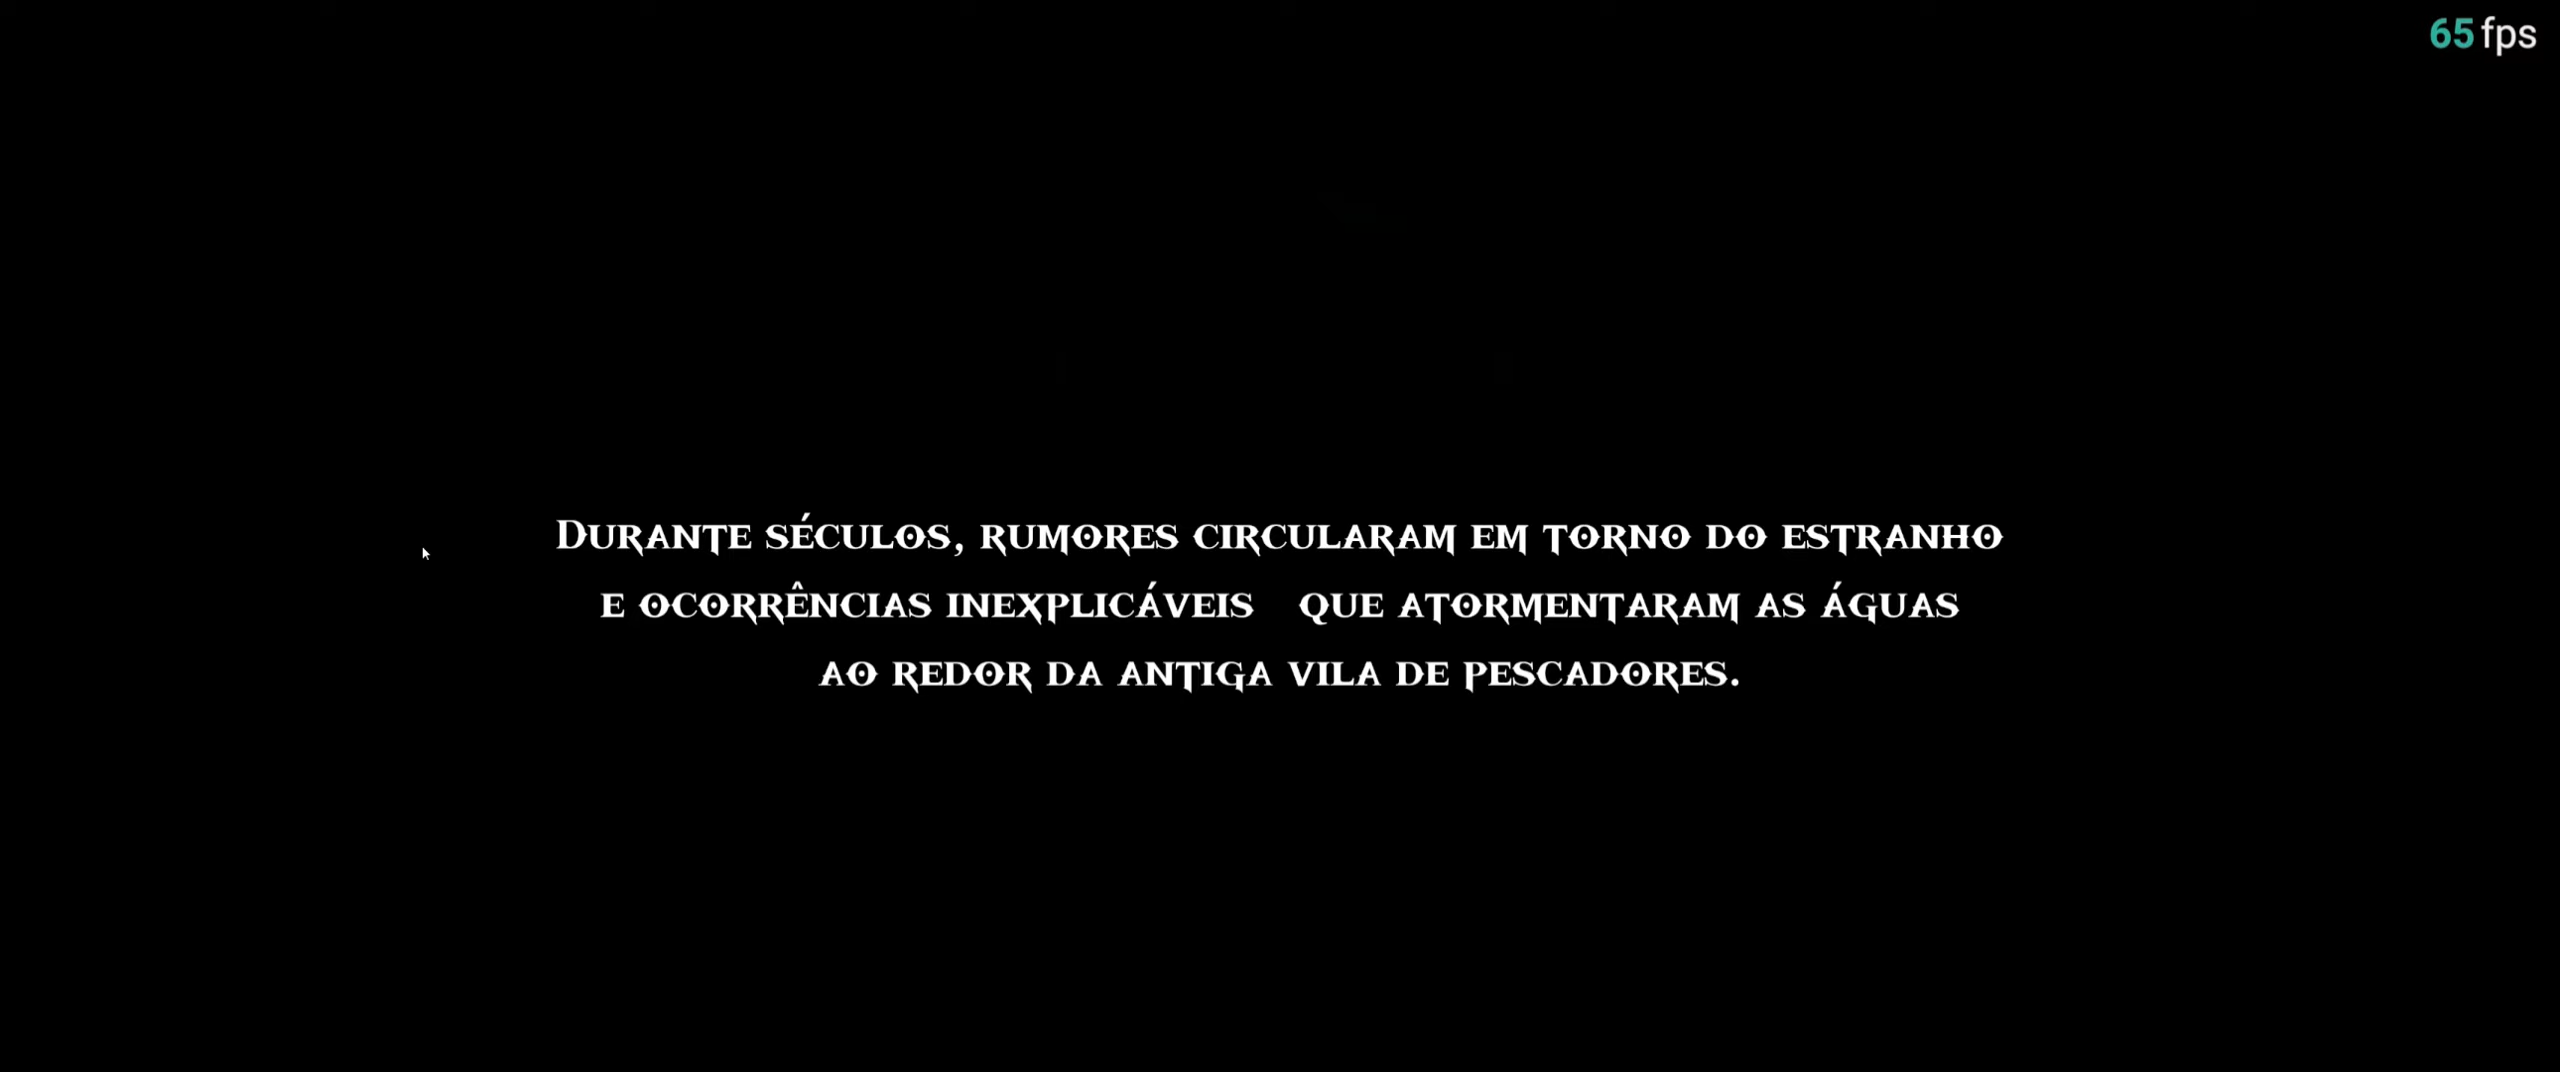 65 fps
Durante séculos, rumores circularam em torno do estranho
e ocorrências inexplicáveis que atormentaram as águas
ao redor da antiga vila de pescadores.